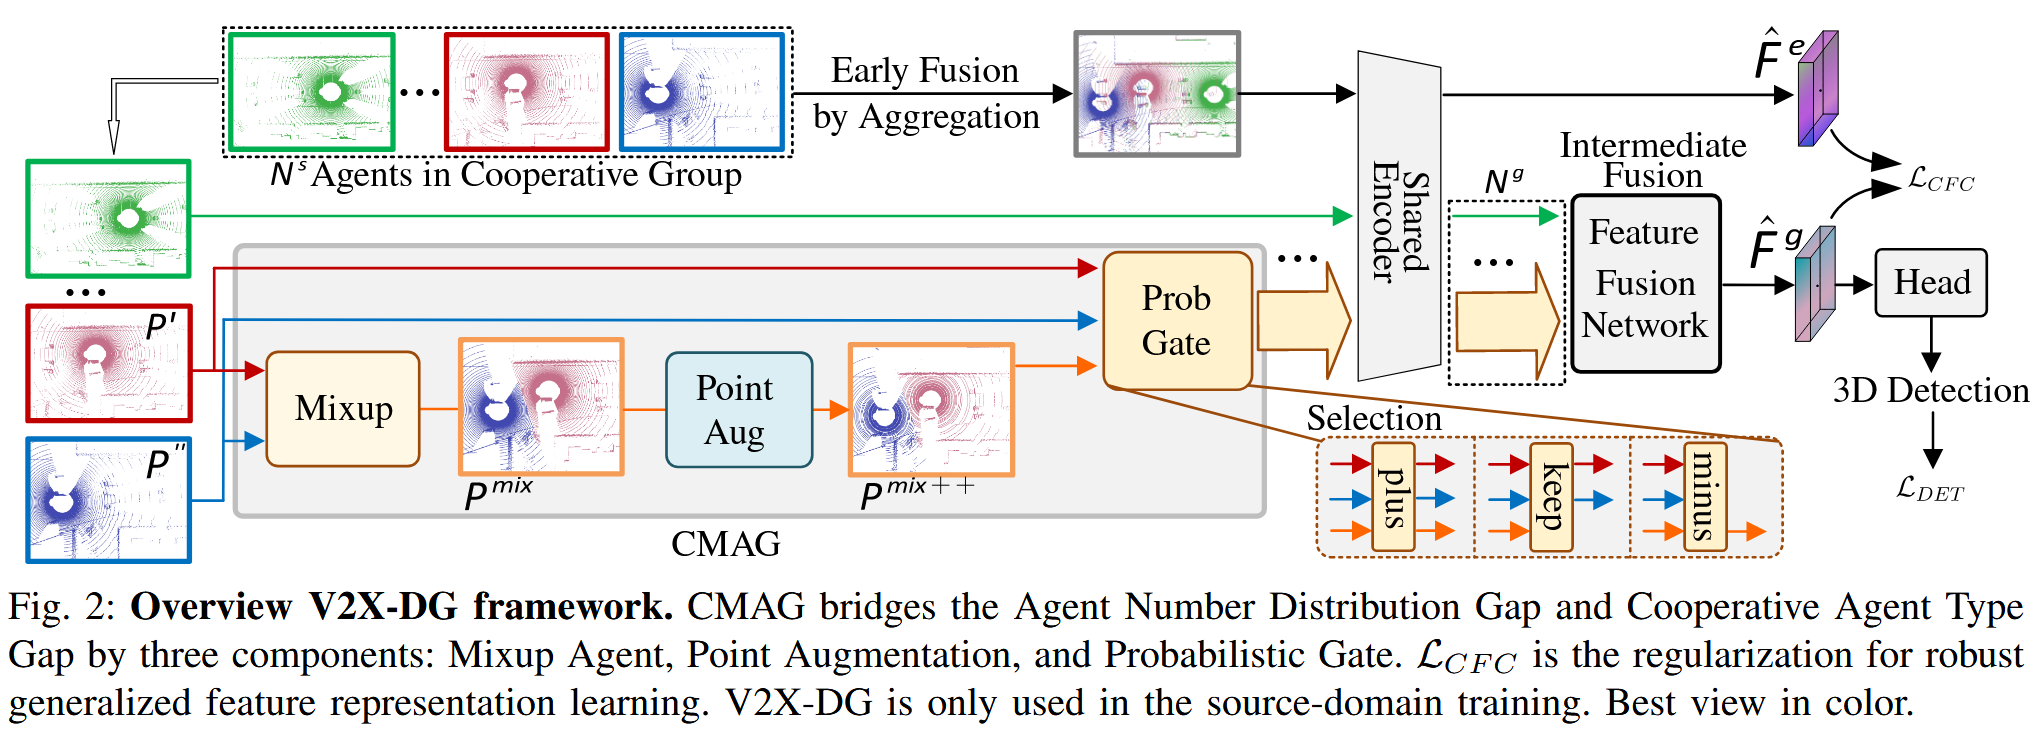 N^s Agents in Cooperative Group
Early Fusion
by Aggregation
P'
P''
Mixup
P^{mix}
Point
Aug
P^{mix++}
CMAG
Prob
Gate
...
Shared
Encoder
N^g
...
Intermediate
Fusion
Feature
Fusion
Network
\hat{F}^e
\hat{F}^g
\mathcal{L}_{CFC}
Head
3D Detection
\mathcal{L}_{DET}
Selection
plus
keep
minus
Fig. 2: Overview V2X-DG framework. CMAG bridges the Agent Number Distribution Gap and Cooperative Agent Type
Gap by three components: Mixup Agent, Point Augmentation, and Probabilistic Gate. \mathcal{L}_{CFC} is the regularization for robust
generalized feature representation learning. V2X-DG is only used in the source-domain training. Best view in color.